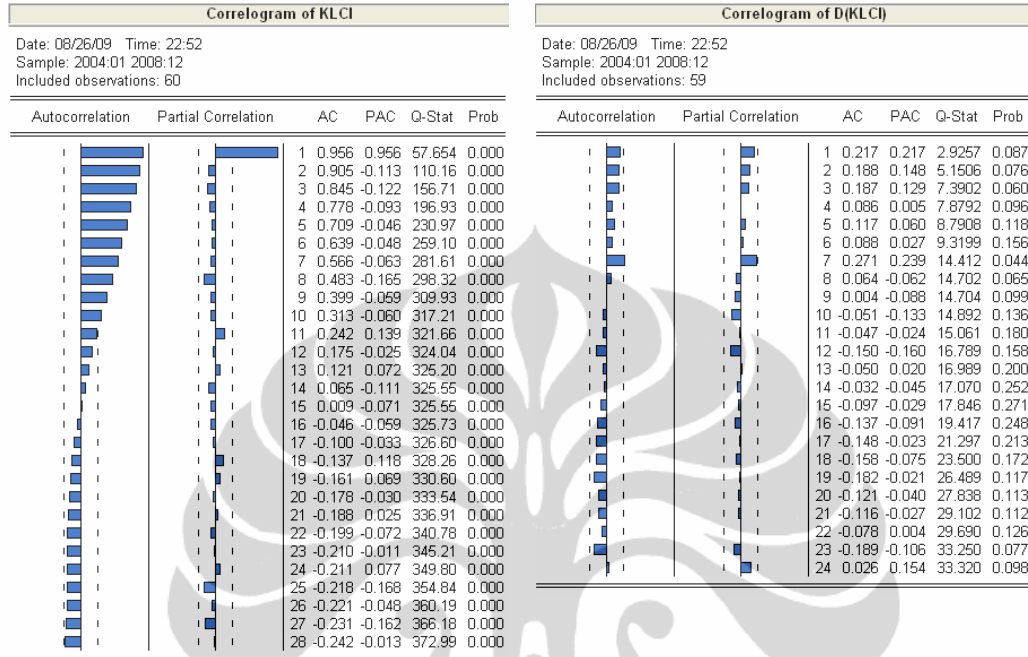 Correlogram of KLCI
Date: 08/26/09 Time: 22:52
Sample: 2004:01 2008:12
Included observations: 60
Autocorrelation Partial Correlation AC PAC Q-Stat Prob
1 0.956 0.956 57.654 0.000
2 0.905 -0.113 110.16 0.000
3 0.845 -0.122 156.71 0.000
4 0.778 -0.093 196.93 0.000
5 0.709 -0.046 230.97 0.000
6 0.639 -0.048 259.10 0.000
7 0.566 -0.063 281.61 0.000
8 0.483 -0.165 298.32 0.000
9 0.399 -0.059 309.93 0.000
10 0.313 -0.060 317.21 0.000
11 0.242 0.139 321.66 0.000
12 0.175 -0.025 324.04 0.000
13 0.121 0.072 325.20 0.000
14 0.065 -0.111 325.55 0.000
15 0.009 -0.071 325.55 0.000
16 -0.046 -0.059 325.73 0.000
17 -0.100 -0.033 326.60 0.000
18 -0.137 0.118 328.26 0.000
19 -0.161 0.069 330.60 0.000
20 -0.178 -0.030 333.54 0.000
21 -0.188 0.025 336.91 0.000
22 -0.199 -0.072 340.78 0.000
23 -0.210 -0.011 345.21 0.000
24 -0.211 0.077 349.80 0.000
25 -0.218 -0.168 354.84 0.000
26 -0.221 -0.048 360.19 0.000
27 -0.231 -0.162 366.18 0.000
28 -0.242 -0.013 372.99 0.000
Correlogram of D(KLCI)
Date: 08/26/09 Time: 22:52
Sample: 2004:01 2008:12
Included observations: 59
Autocorrelation Partial Correlation AC PAC Q-Stat Prob
1 0.217 0.217 2.9257 0.087
2 0.188 0.148 5.1506 0.076
3 0.187 0.129 7.3902 0.060
4 0.086 0.005 7.8792 0.096
5 0.117 0.060 8.7908 0.118
6 0.088 0.027 9.3199 0.156
7 0.271 0.239 14.412 0.044
8 0.064 -0.062 14.702 0.065
9 0.004 -0.088 14.704 0.099
10 -0.051 -0.133 14.892 0.136
11 -0.047 -0.024 15.061 0.180
12 -0.150 -0.160 16.789 0.158
13 -0.050 0.020 16.989 0.200
14 -0.032 -0.045 17.070 0.252
15 -0.097 -0.029 17.846 0.271
16 -0.137 -0.091 19.417 0.248
17 -0.148 -0.023 21.297 0.213
18 -0.158 -0.075 23.500 0.172
19 -0.182 -0.021 26.489 0.117
20 -0.121 -0.040 27.838 0.113
21 -0.116 -0.027 29.102 0.112
22 -0.078 0.004 29.690 0.126
23 -0.189 -0.106 33.250 0.077
24 0.026 0.154 33.320 0.098